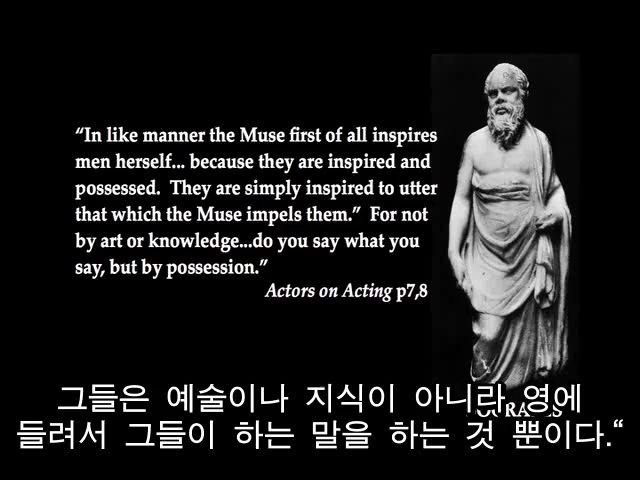 “In like manner the Muse first of all inspires
men herself... because they are inspired and
possessed.  They are simply inspired to utter
that which the Muse impels them.”  For not
by art or knowledge...do you say what you
say, but by possession.”
Actors on Acting p7,8
그들은 예술이나 지식이 아니라 영에
들려서 그들이 하는 말을 하는 것 뿐이다.“